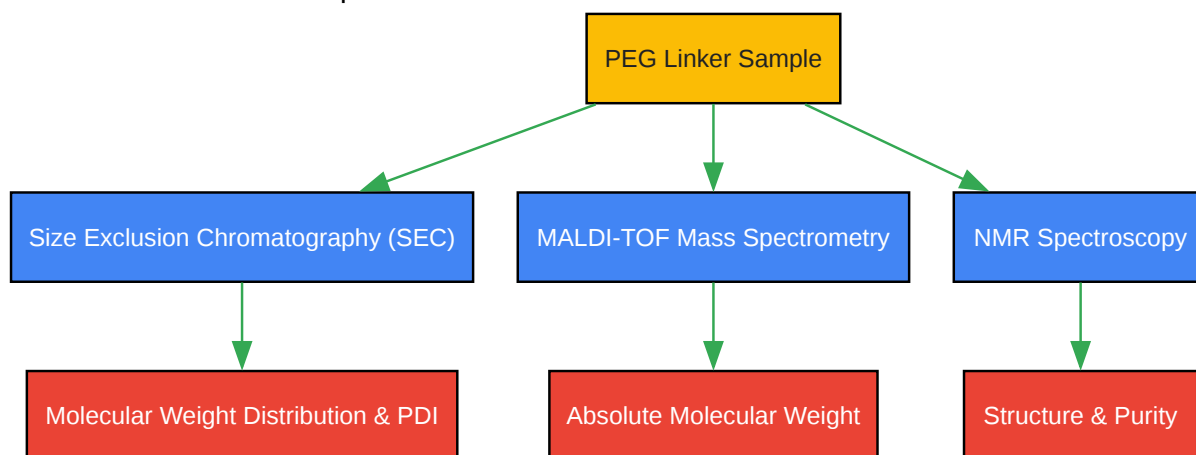 PEG Linker Sample
Size Exclusion Chromatography (SEC)
MALDI-TOF Mass Spectrometry
NMR Spectroscopy
Molecular Weight Distribution & PDI
Absolute Molecular Weight
Structure & Purity